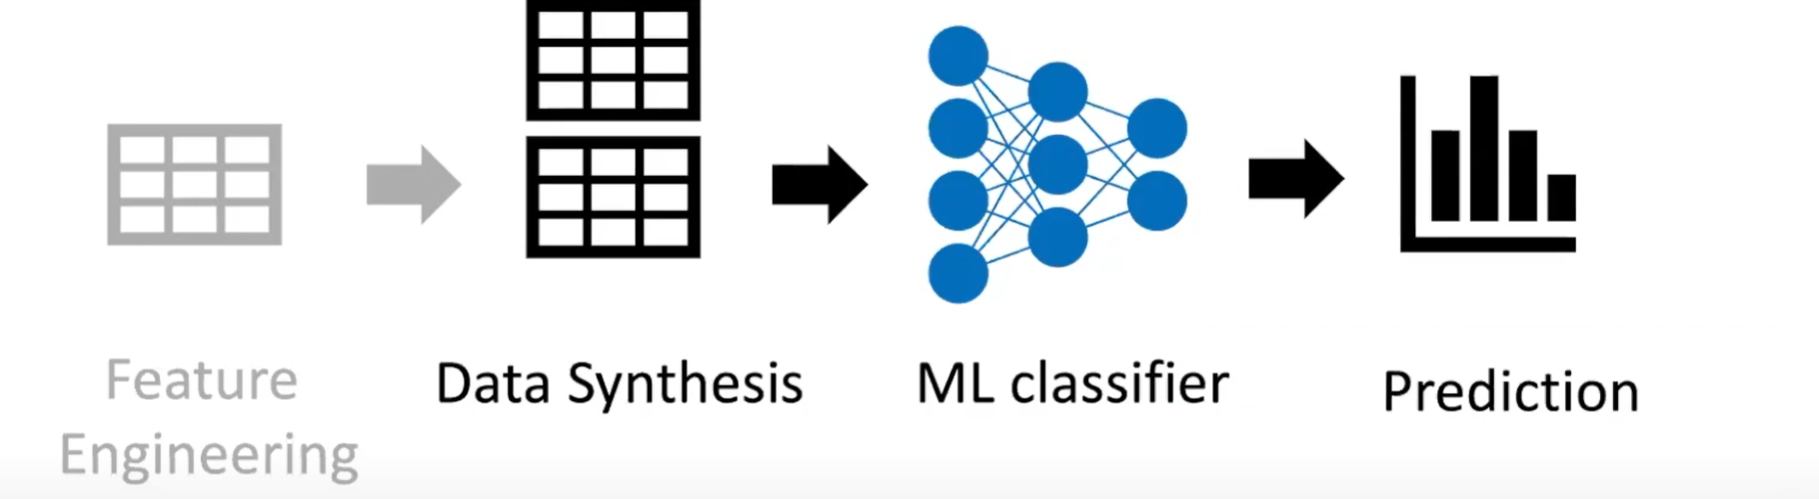 Feature
Engineering
Data Synthesis
ML classifier
Prediction